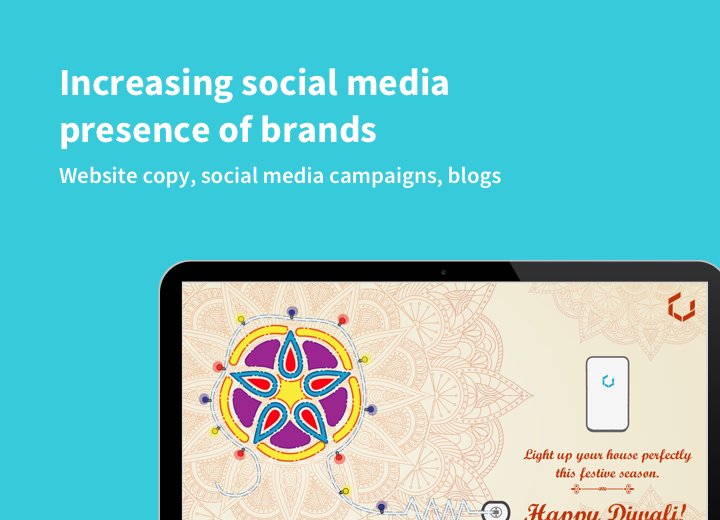 Increasing social media
presence of brands
Website copy, social media campaigns, blogs
Light up your house perfectly
this festive season.
Happy Diwali!